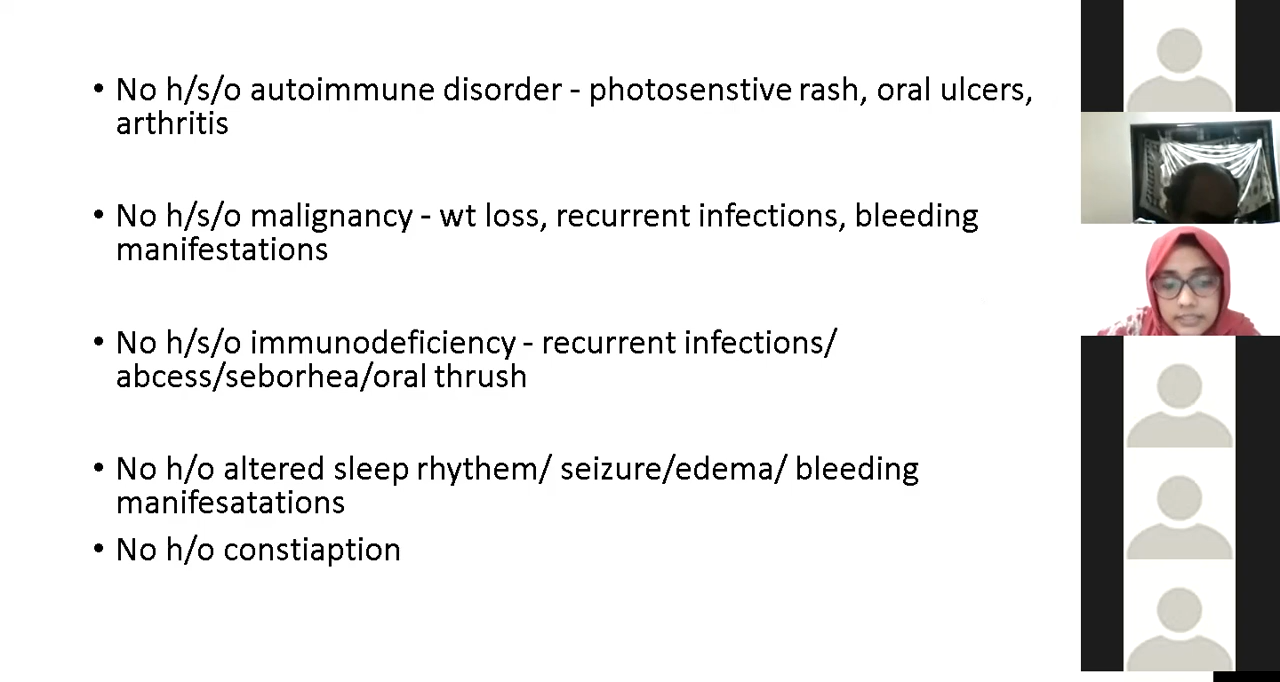 • No h/s/o autoimmune disorder - photosenstive rash, oral ulcers,
arthritis
• No h/s/o malignancy - wt loss, recurrent infections, bleeding
manifestations
• No h/s/o immunodeficiency - recurrent infections/
abcess/seborhea/oral thrush
• No h/o altered sleep rhythem/ seizure/edema/ bleeding
manifesatations
• No h/o constiaption